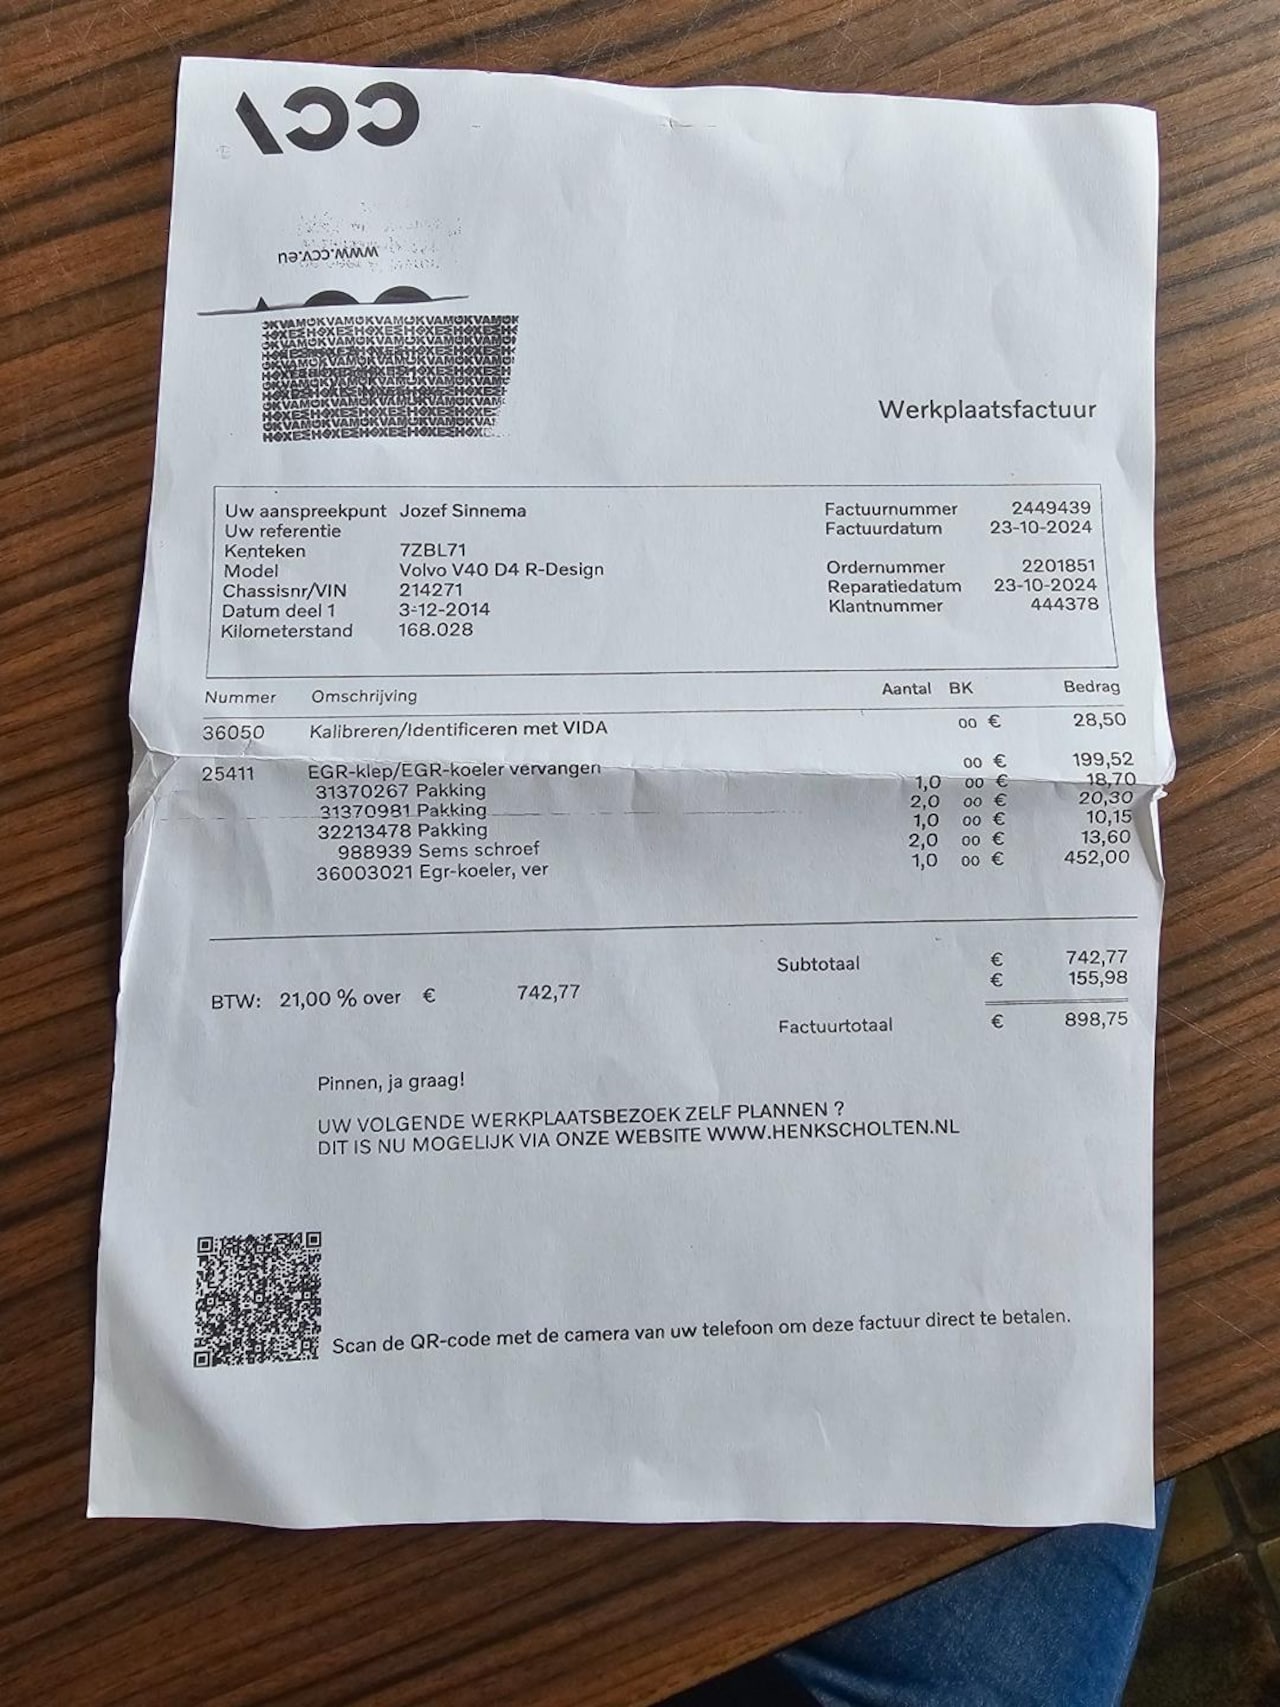 CCV
www.ccv.eu
Werkplaatsfactuur
Uw aanspreekpunt Jozef Sinnema
Uw referentie
Kenteken 7ZBL71
Model Volvo V40 D4 R-Design
Chassisnr/VIN 214271
Datum deel 1 3-12-2014
Kilometerstand 168.028
Factuurnummer 2449439
Factuurdatum 23-10-2024
Ordernummer 2201851
Reparatiedatum 23-10-2024
Klantnummer 444378
Nummer Omschrijving Aantal BK Bedrag
36050 Kalibreren/Identificeren met VIDA 00 € 28,50
25411 EGR-klep/EGR-koeler vervangen 00 € 199,52
31370267 Pakking 1,0 00 € 18,70
31370981 Pakking 2,0 00 € 20,30
32213478 Pakking 1,0 00 € 10,15
988939 Sems schroef 2,0 00 € 13,60
36003021 Egr-koeler, ver 1,0 00 € 452,00
Subtotaal € 742,77
BTW: 21,00 % over € 742,77 € 155,98
Factuurtotaal € 898,75
Pinnen, ja graag!
UW VOLGENDE WERKPLAATSBEZOEK ZELF PLANNEN ?
DIT IS NU MOGELIJK VIA ONZE WEBSITE WWW.HENKSCHOLTEN.NL
Scan de QR-code met de camera van uw telefoon om deze factuur direct te betalen.